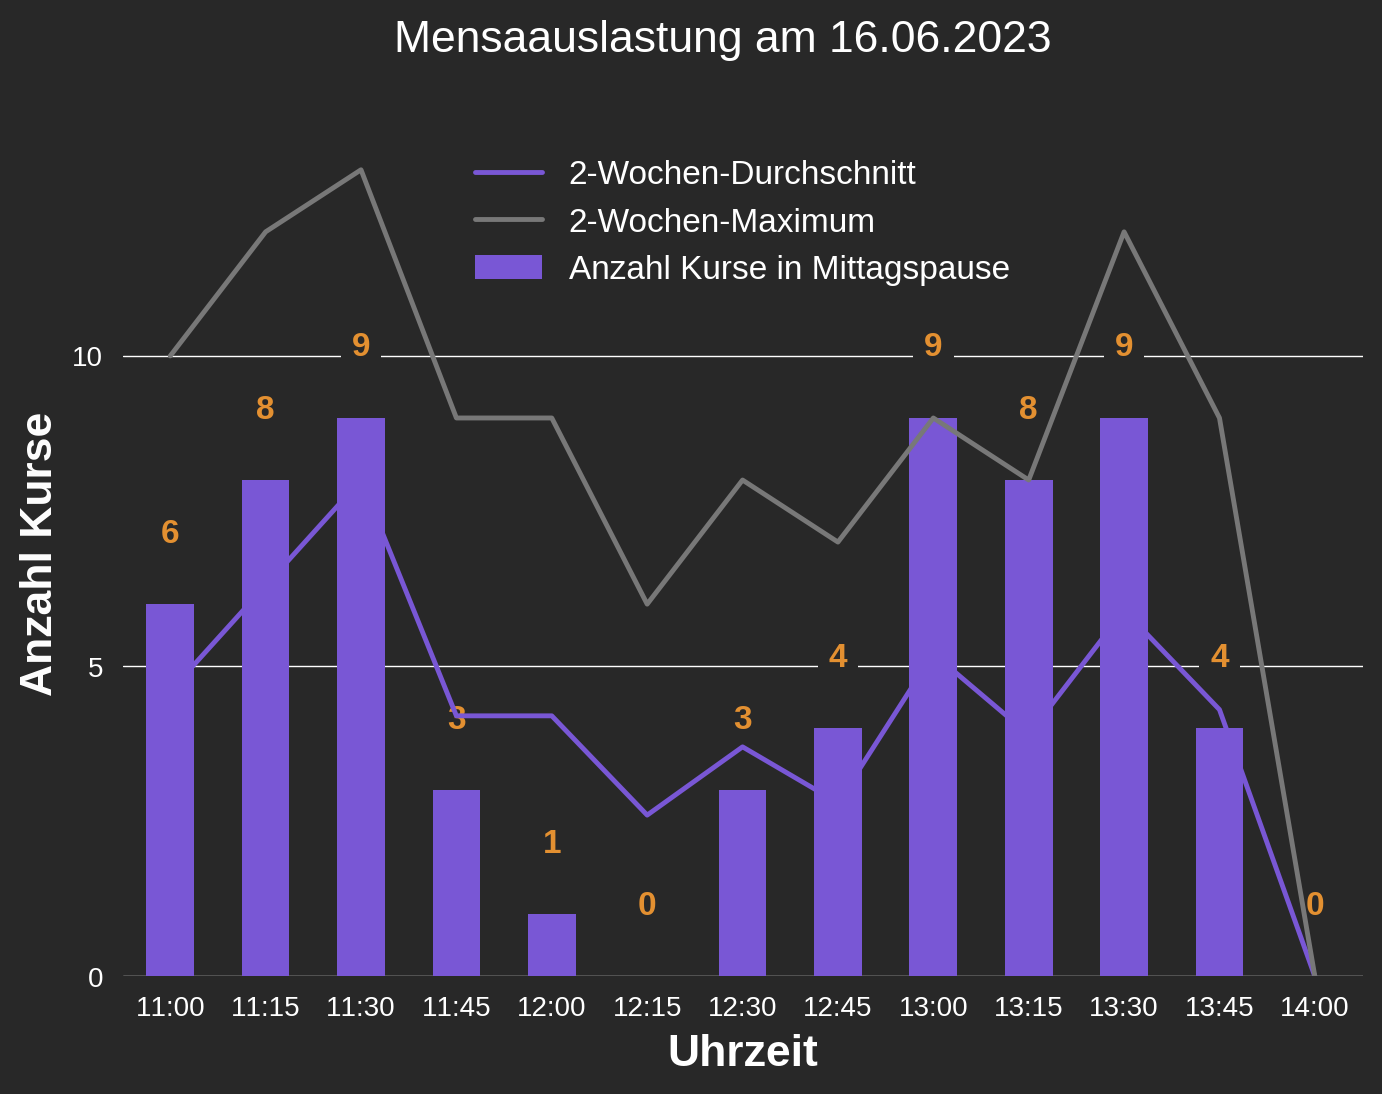 Mensaauslastung am 16.06.2023
2-Wochen-Durchschnitt
2-Wochen-Maximum
Anzahl Kurse in Mittagspause
Anzahl Kurse
10
5
0
6
8
9
3
1
0
3
4
9
8
9
4
0
11:00 11:15 11:30 11:45 12:00 12:15 12:30 12:45 13:00 13:15 13:30 13:45 14:00
Uhrzeit